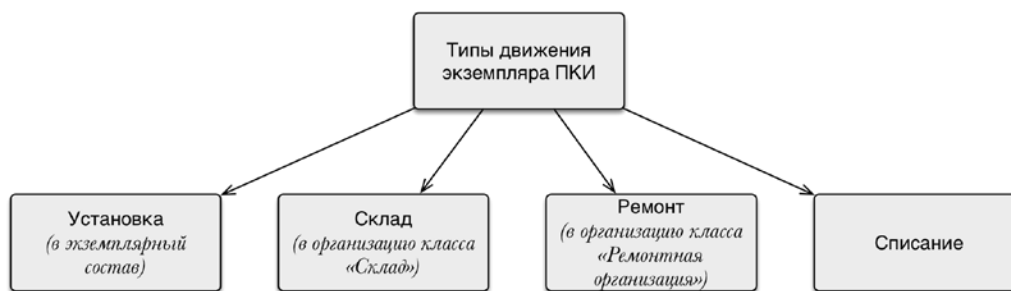 Типы движения
экземпляра ПКИ
Установка
(в экземплярный
состав)
Склад
(в организацию класса
«Склад»)
Ремонт
(в организацию класса
«Ремонтная
организация»)
Списание